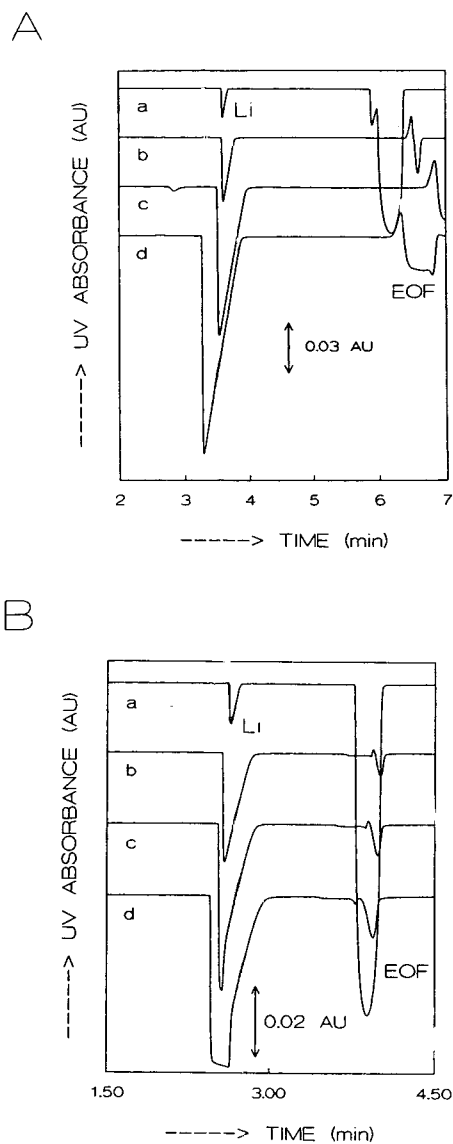 A
a
Li
b
c
d
EOF
0.03 AU
-----> UV ABSORBANCE (AU)
2 3 4 5 6 7
-----> TIME (min)
B
a
Li
b
c
d
EOF
0.02 AU
-----> UV ABSORBANCE (AU)
1.50 3.00 4.50
-----> TIME (min)